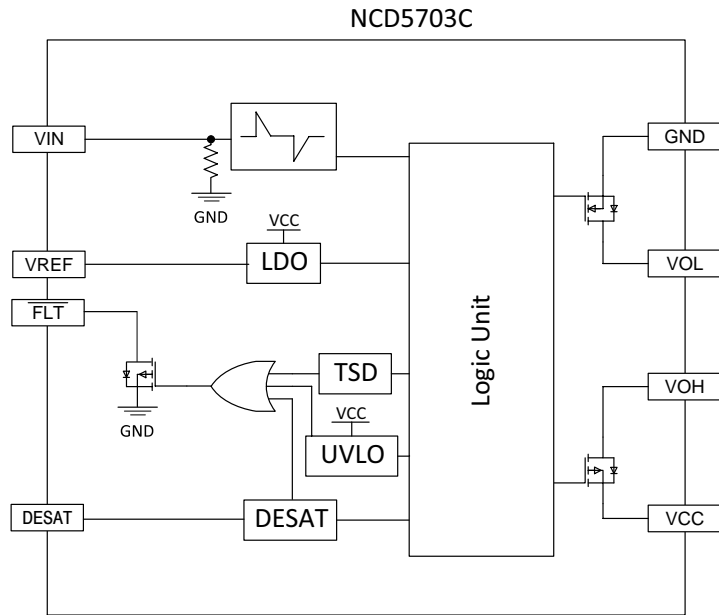 NCD5703C
VIN
GND
GND
VCC
VREF
LDO
VOL
FLT
Logic Unit
TSD
VOH
VCC
GND
UVLO
DESAT
DESAT
VCC